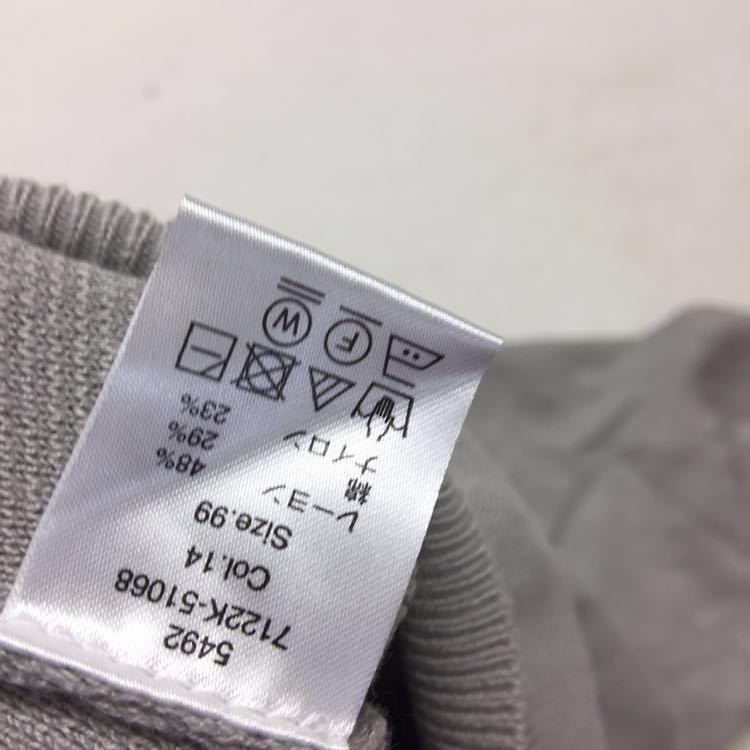 5492
7122K-51068
Col.14
Size.99
レーヨン 48%
綿 29%
ナイロン 23%
F
W